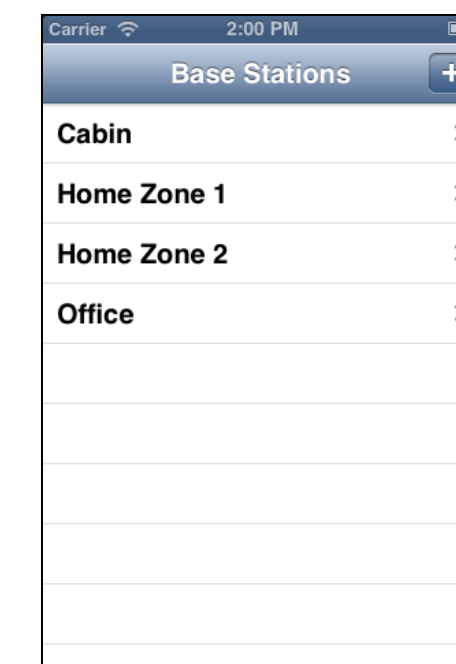 Carrier 2:00 PM
Base Stations +
Cabin
Home Zone 1
Home Zone 2
Office